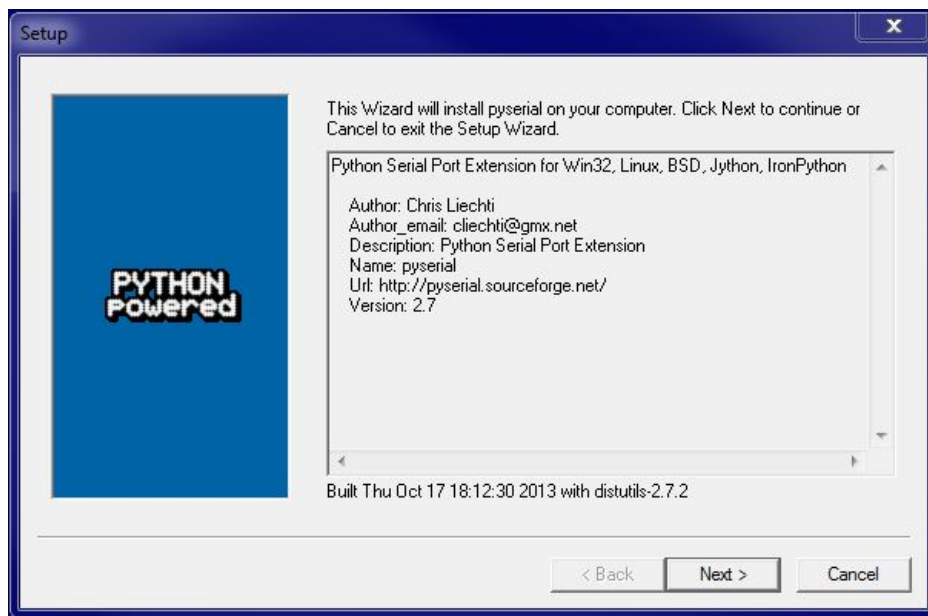 Setup
This Wizard will install pyserial on your computer. Click Next to continue or
Cancel to exit the Setup Wizard.
Python Serial Port Extension for Win32, Linux, BSD, Jython, IronPython
Author: Chris Liechti
Author_email: cliechti@gmx.net
Description: Python Serial Port Extension
Name: pyserial
Url: http://pyserial.sourceforge.net/
Version: 2.7
PYTHON
Powered
Built Thu Oct 17 18:12:30 2013 with distutils-2.7.2
< Back
Next >
Cancel